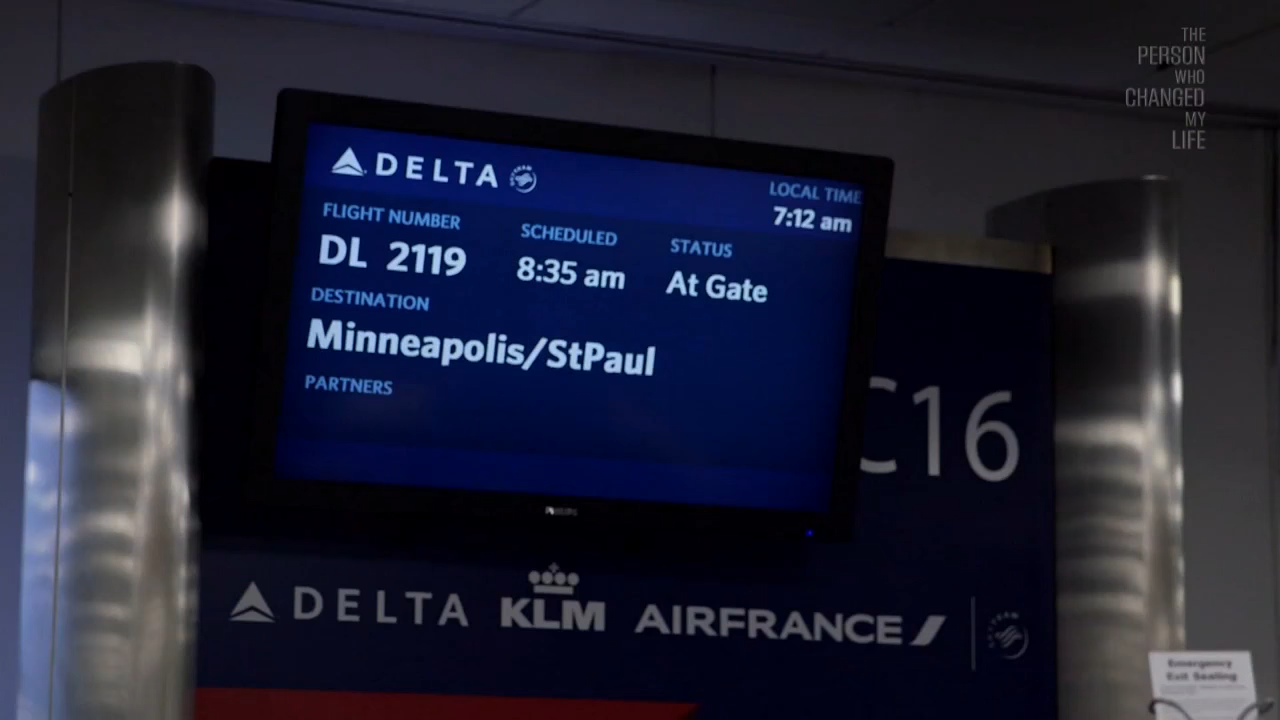 THE
PERSON
WHO
CHANGED
MY
LIFE
DELTA
LOCAL TIME
7:12 am
FLIGHT NUMBER
SCHEDULED
STATUS
DL 2119
8:35 am
At Gate
DESTINATION
Minneapolis/StPaul
PARTNERS
C16
PHILIPS
DELTA
KLM
AIRFRANCE
Emergency
Exit Seating